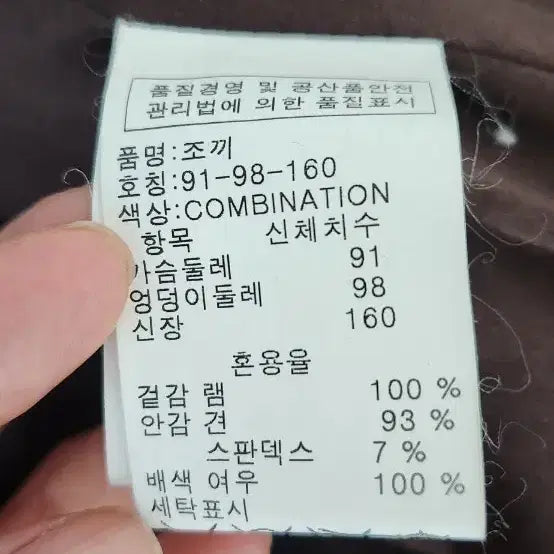 품질경영 및 공산품안전
관리법에 의한 품질표시
품명:조끼
호칭:91-98-160
색상:COMBINATION
항목 신체치수
가슴둘레 91
엉덩이둘레 98
신장 160
혼용율
겉감 램 100 %
안감 견 93 %
스판덱스 7 %
배색 여우 100 %
세탁표시